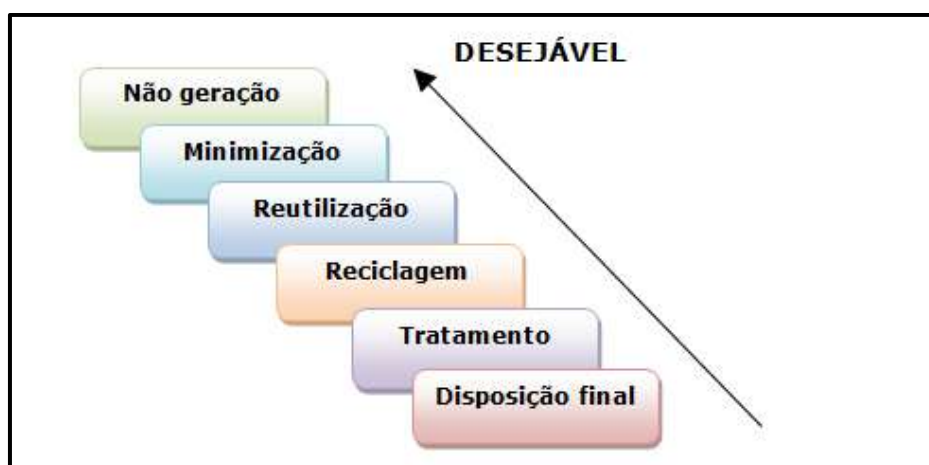 DESEJÁVEL
Não geração
Minimização
Reutilização
Reciclagem
Tratamento
Disposição final